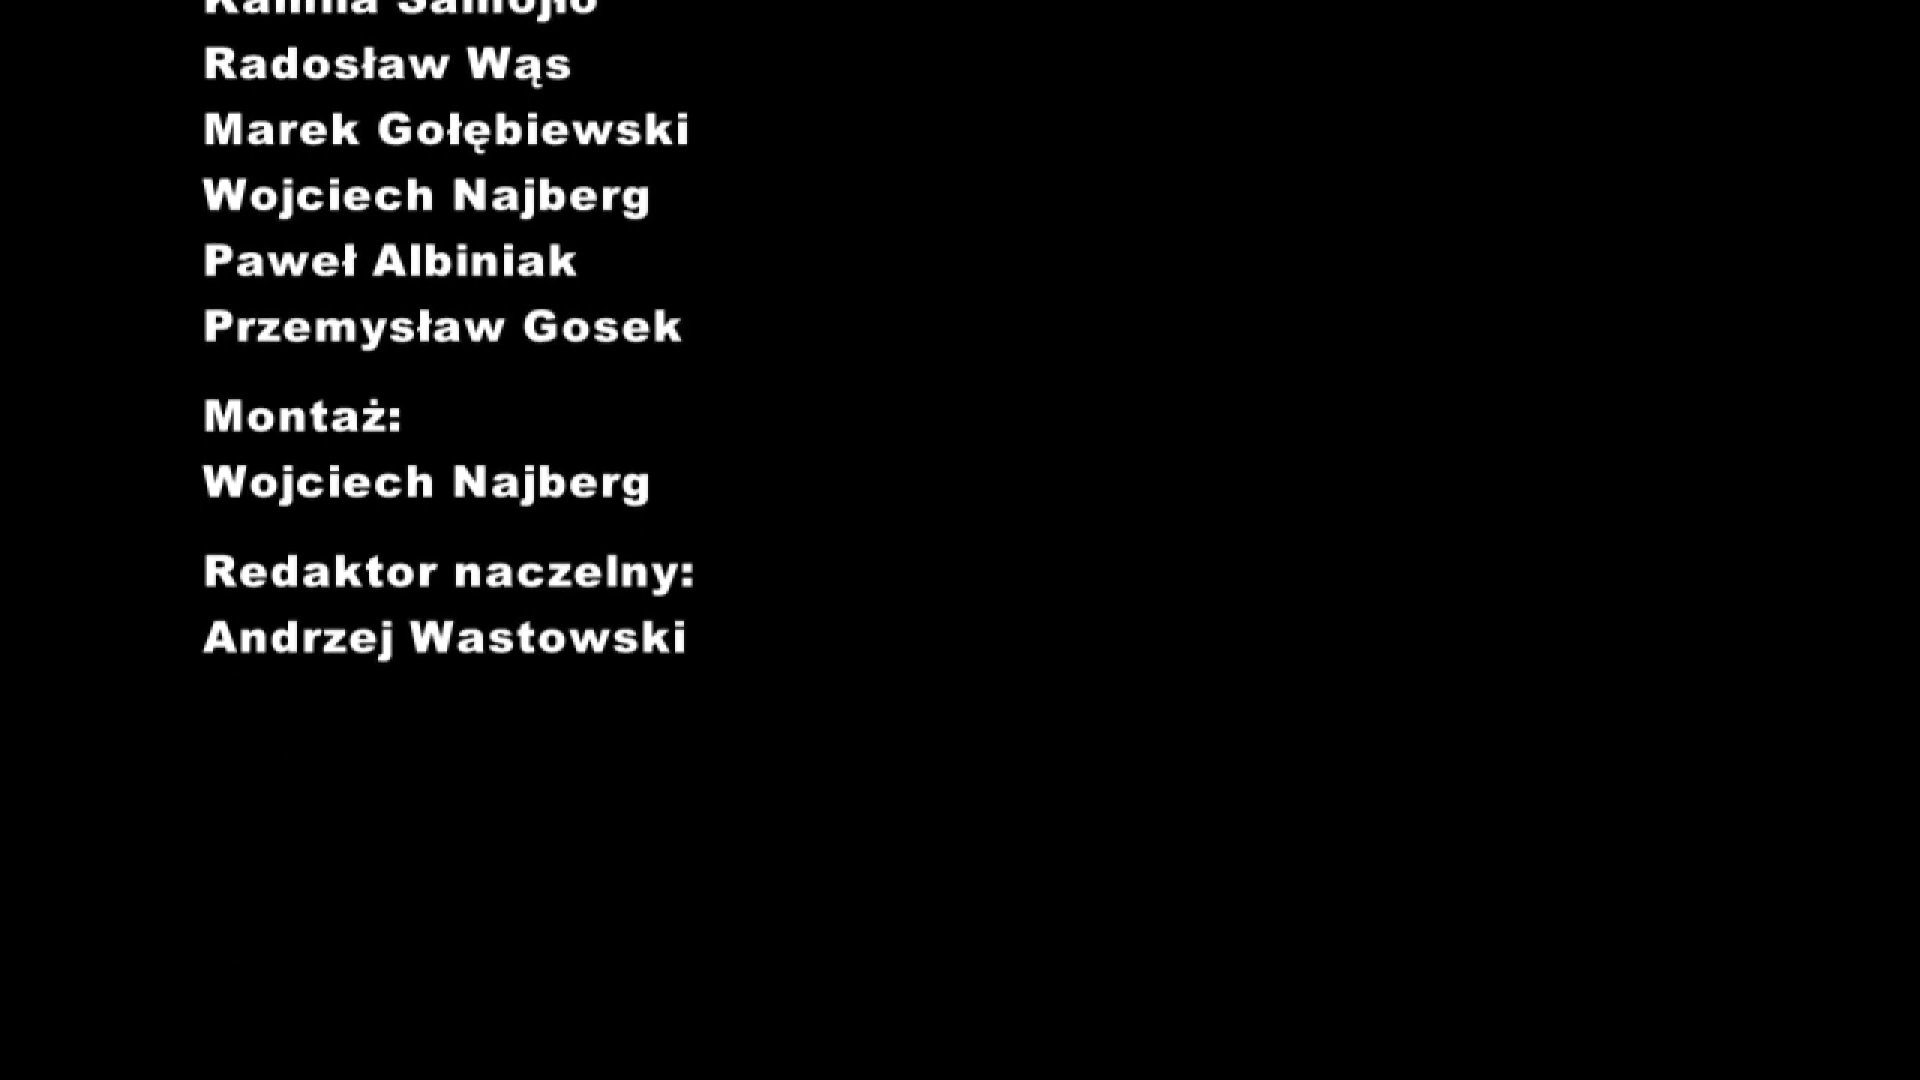 Radosław Wąs
Marek Gołębiewski
Wojciech Najberg
Paweł Albiniak
Przemysław Gosek
Montaż:
Wojciech Najberg
Redaktor naczelny:
Andrzej Wastowski